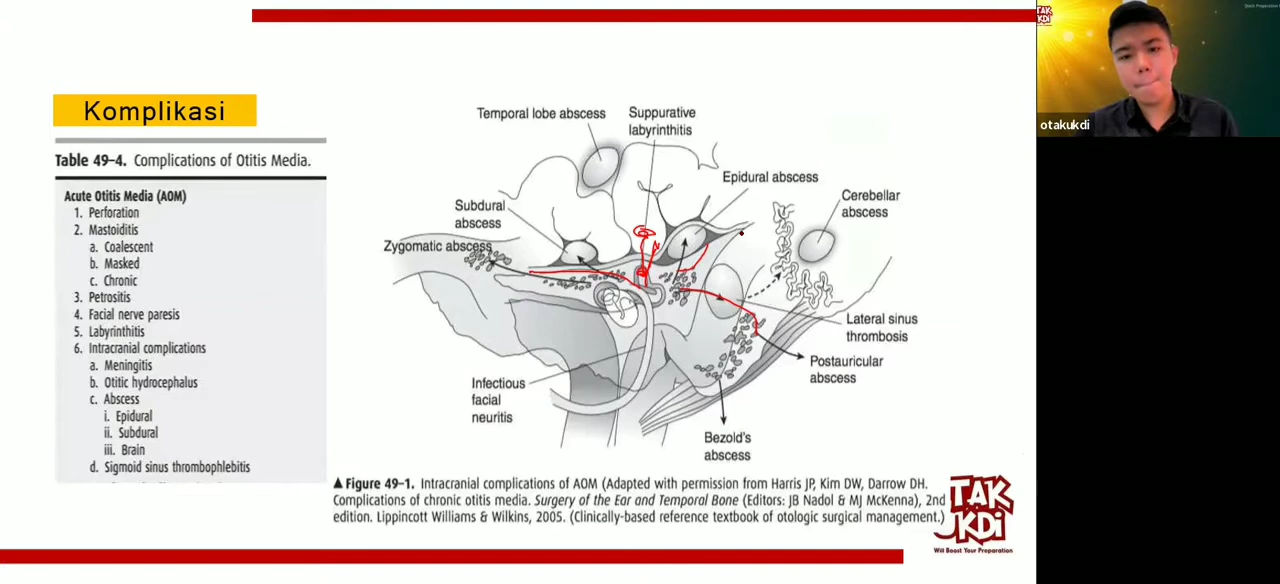 Komplikasi
Table 49–4. Complications of Otitis Media.
Acute Otitis Media (AOM)
1. Perforation
2. Mastoiditis
a. Coalescent
b. Masked
c. Chronic
3. Petrositis
4. Facial nerve paresis
5. Labyrinthitis
6. Intracranial complications
a. Meningitis
b. Otitic hydrocephalus
c. Abscess
i. Epidural
ii. Subdural
iii. Brain
d. Sigmoid sinus thrombophlebitis
Temporal lobe abscess
Suppurative
labyrinthitis
Epidural abscess
Cerebellar
abscess
Subdural
abscess
Zygomatic abscess
Lateral sinus
thrombosis
Postauricular
abscess
Infectious
facial
neuritis
Bezold's
abscess
▲ Figure 49–1. Intracranial complications of AOM (Adapted with permission from Harris JP, Kim DW, Darrow DH.
Complications of chronic otitis media. Surgery of the Ear and Temporal Bone (Editors: JB Nadol & MJ McKenna), 2nd
edition. Lippincott Williams & Wilkins, 2005. (Clinically-based reference textbook of otologic surgical management.)
TAK
KDI
Will Boost Your Preparation
TAK
KDI
otakukdi